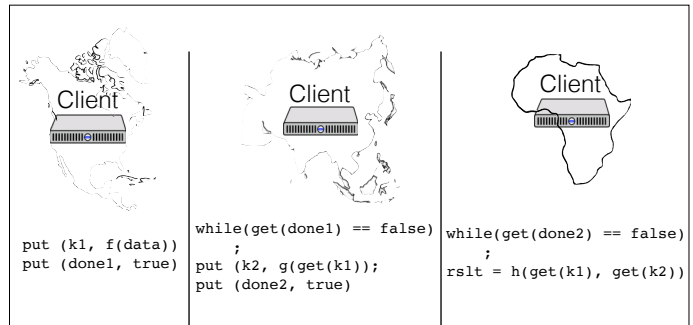 Client
put (k1, f(data))
put (done1, true)
Client
while(get(done1) == false)
;
put (k2, g(get(k1));
put (done2, true)
Client
while(get(done2) == false)
;
rslt = h(get(k1), get(k2))